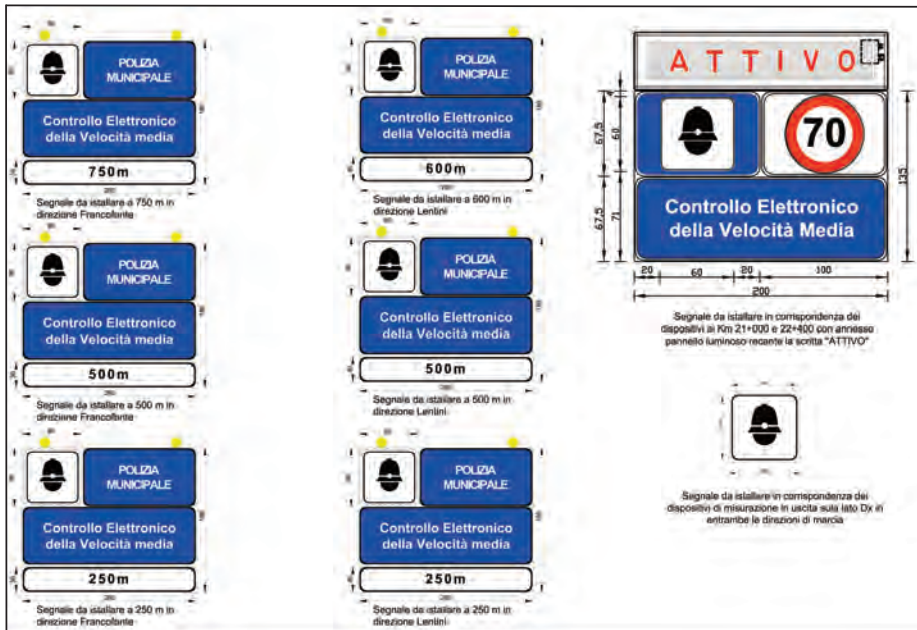 POLIZIA
MUNICIPALE
Controllo Elettronico
della Velocità media
750m
Segnale da istallare a 750 m in
direzione Francofonte
POLIZIA
MUNICIPALE
Controllo Elettronico
della Velocità media
500m
Segnale da istallare a 500 m in
direzione Francofonte
POLIZIA
MUNICIPALE
Controllo Elettronico
della Velocità media
250m
Segnale da istallare a 250 m in
direzione Francofonte
POLIZIA
MUNICIPALE
Controllo Elettronico
della Velocità media
600m
Segnale da istallare a 600 m in
direzione Lentini
POLIZIA
MUNICIPALE
Controllo Elettronico
della Velocità media
500m
Segnale da istallare a 500 m in
direzione Lentini
POLIZIA
MUNICIPALE
Controllo Elettronico
della Velocità media
250m
Segnale da istallare a 250 m in
direzione Lentini
ATTIVO
70
Controllo Elettronico
della Velocità Media
4
67,5
60
67,5
71
135
20
60
20
100
200
Segnale da istallare in corrispondenza dei
dispositivi ai Km 21+000 e 22+400 con annesso
pannello luminoso recante la scritta "ATTIVO"
Segnale da istallare in corrispondenza dei
dispositivi di misurazione in uscita sula lato Dx in
entrambe le direzioni di marcia